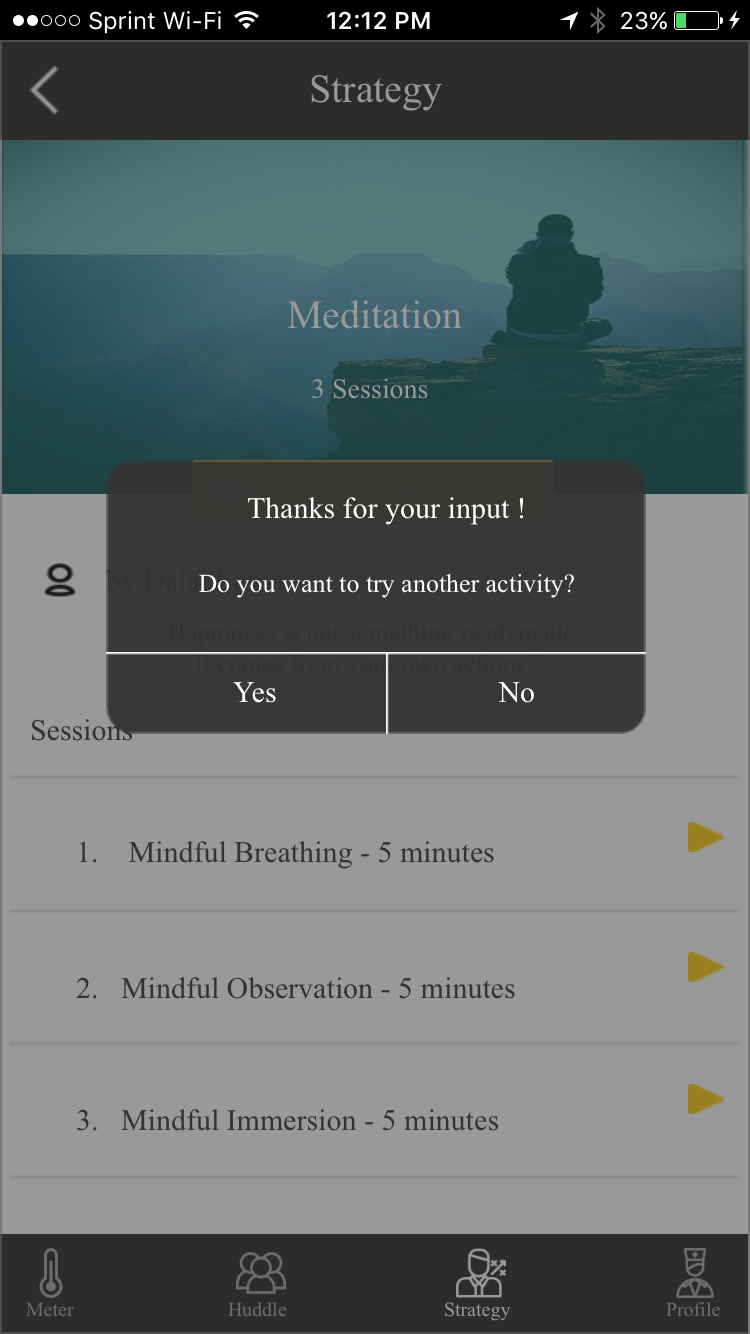 Sprint Wi-Fi 12:12 PM 23%
Strategy
Meditation
3 Sessions
Thanks for your input !
by Dala
Do you want to try another activity?
"Happiness is not something readymade.
It comes from your own actions."
Yes No
Sessions
1. Mindful Breathing - 5 minutes
2. Mindful Observation - 5 minutes
3. Mindful Immersion - 5 minutes
Meter Huddle Strategy Profile